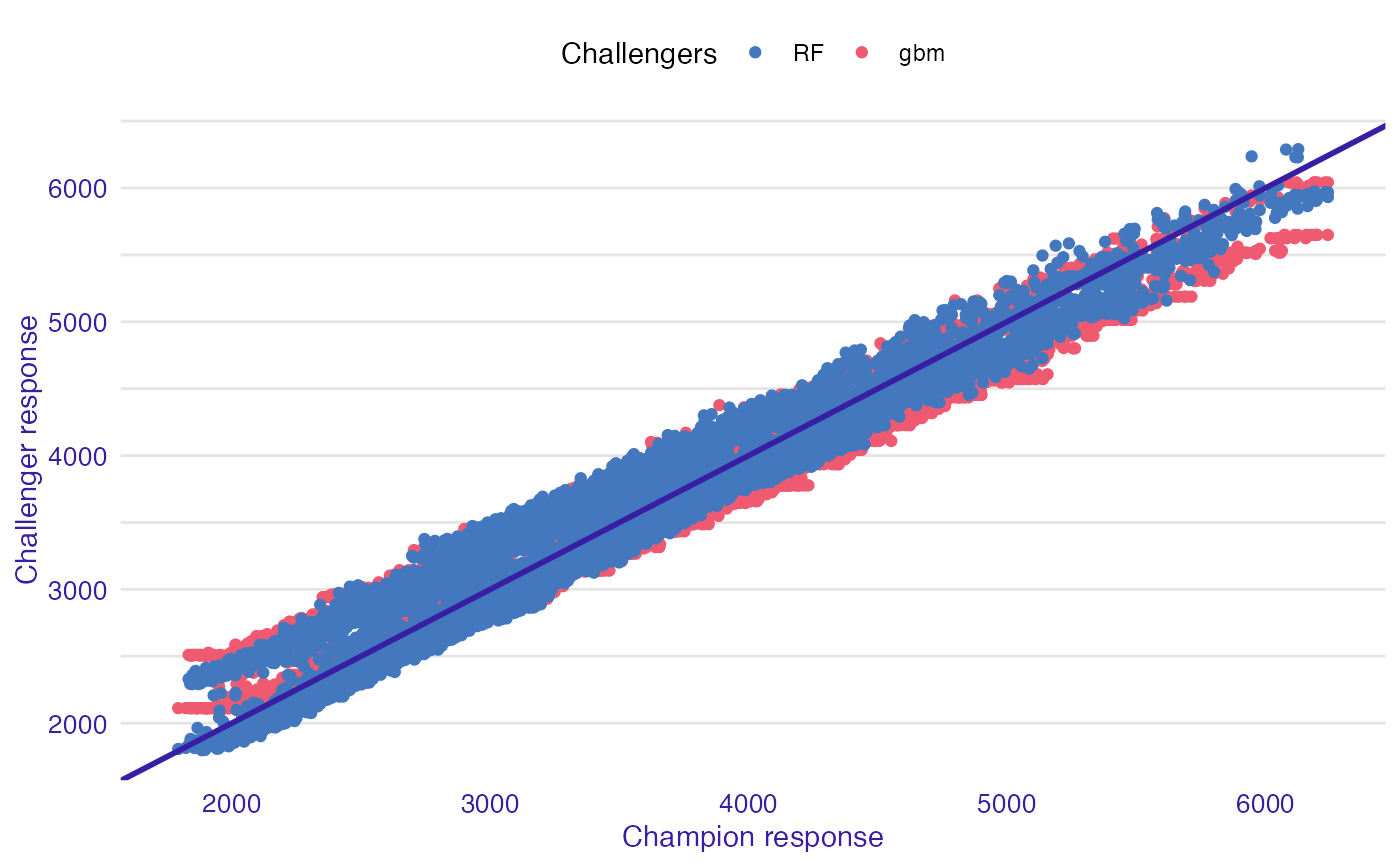 Challengers RF gbm
Challenger response
6000
5000
4000
3000
2000
2000 3000 4000 5000 6000
Champion response